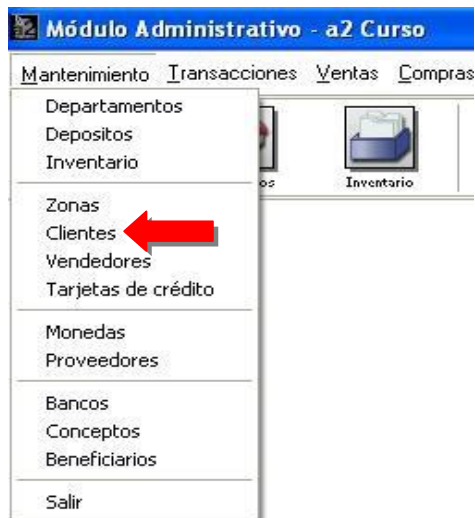 Módulo Administrativo - a2 Curso
Mantenimiento Transacciones Ventas Compras
Departamentos
Depositos
Inventario
Inventario
Zonas
Clientes
Vendedores
Tarjetas de crédito
Monedas
Proveedores
Bancos
Conceptos
Beneficiarios
Salir